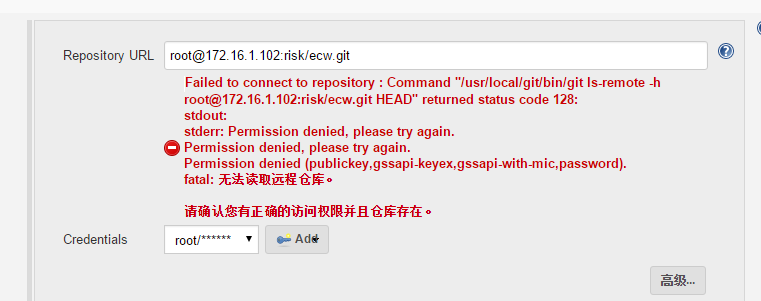 Repository URL root@172.16.1.102:risk/ecw.git
Failed to connect to repository : Command "/usr/local/git/bin/git ls-remote -h
root@172.16.1.102:risk/ecw.git HEAD" returned status code 128:
stdout:
stderr: Permission denied, please try again.
Permission denied, please try again.
Permission denied (publickey,gssapi-keyex,gssapi-with-mic,password).
fatal: 无法读取远程仓库。
请确认您有正确的访问权限并且仓库存在。
Credentials root/****** Add
高级...